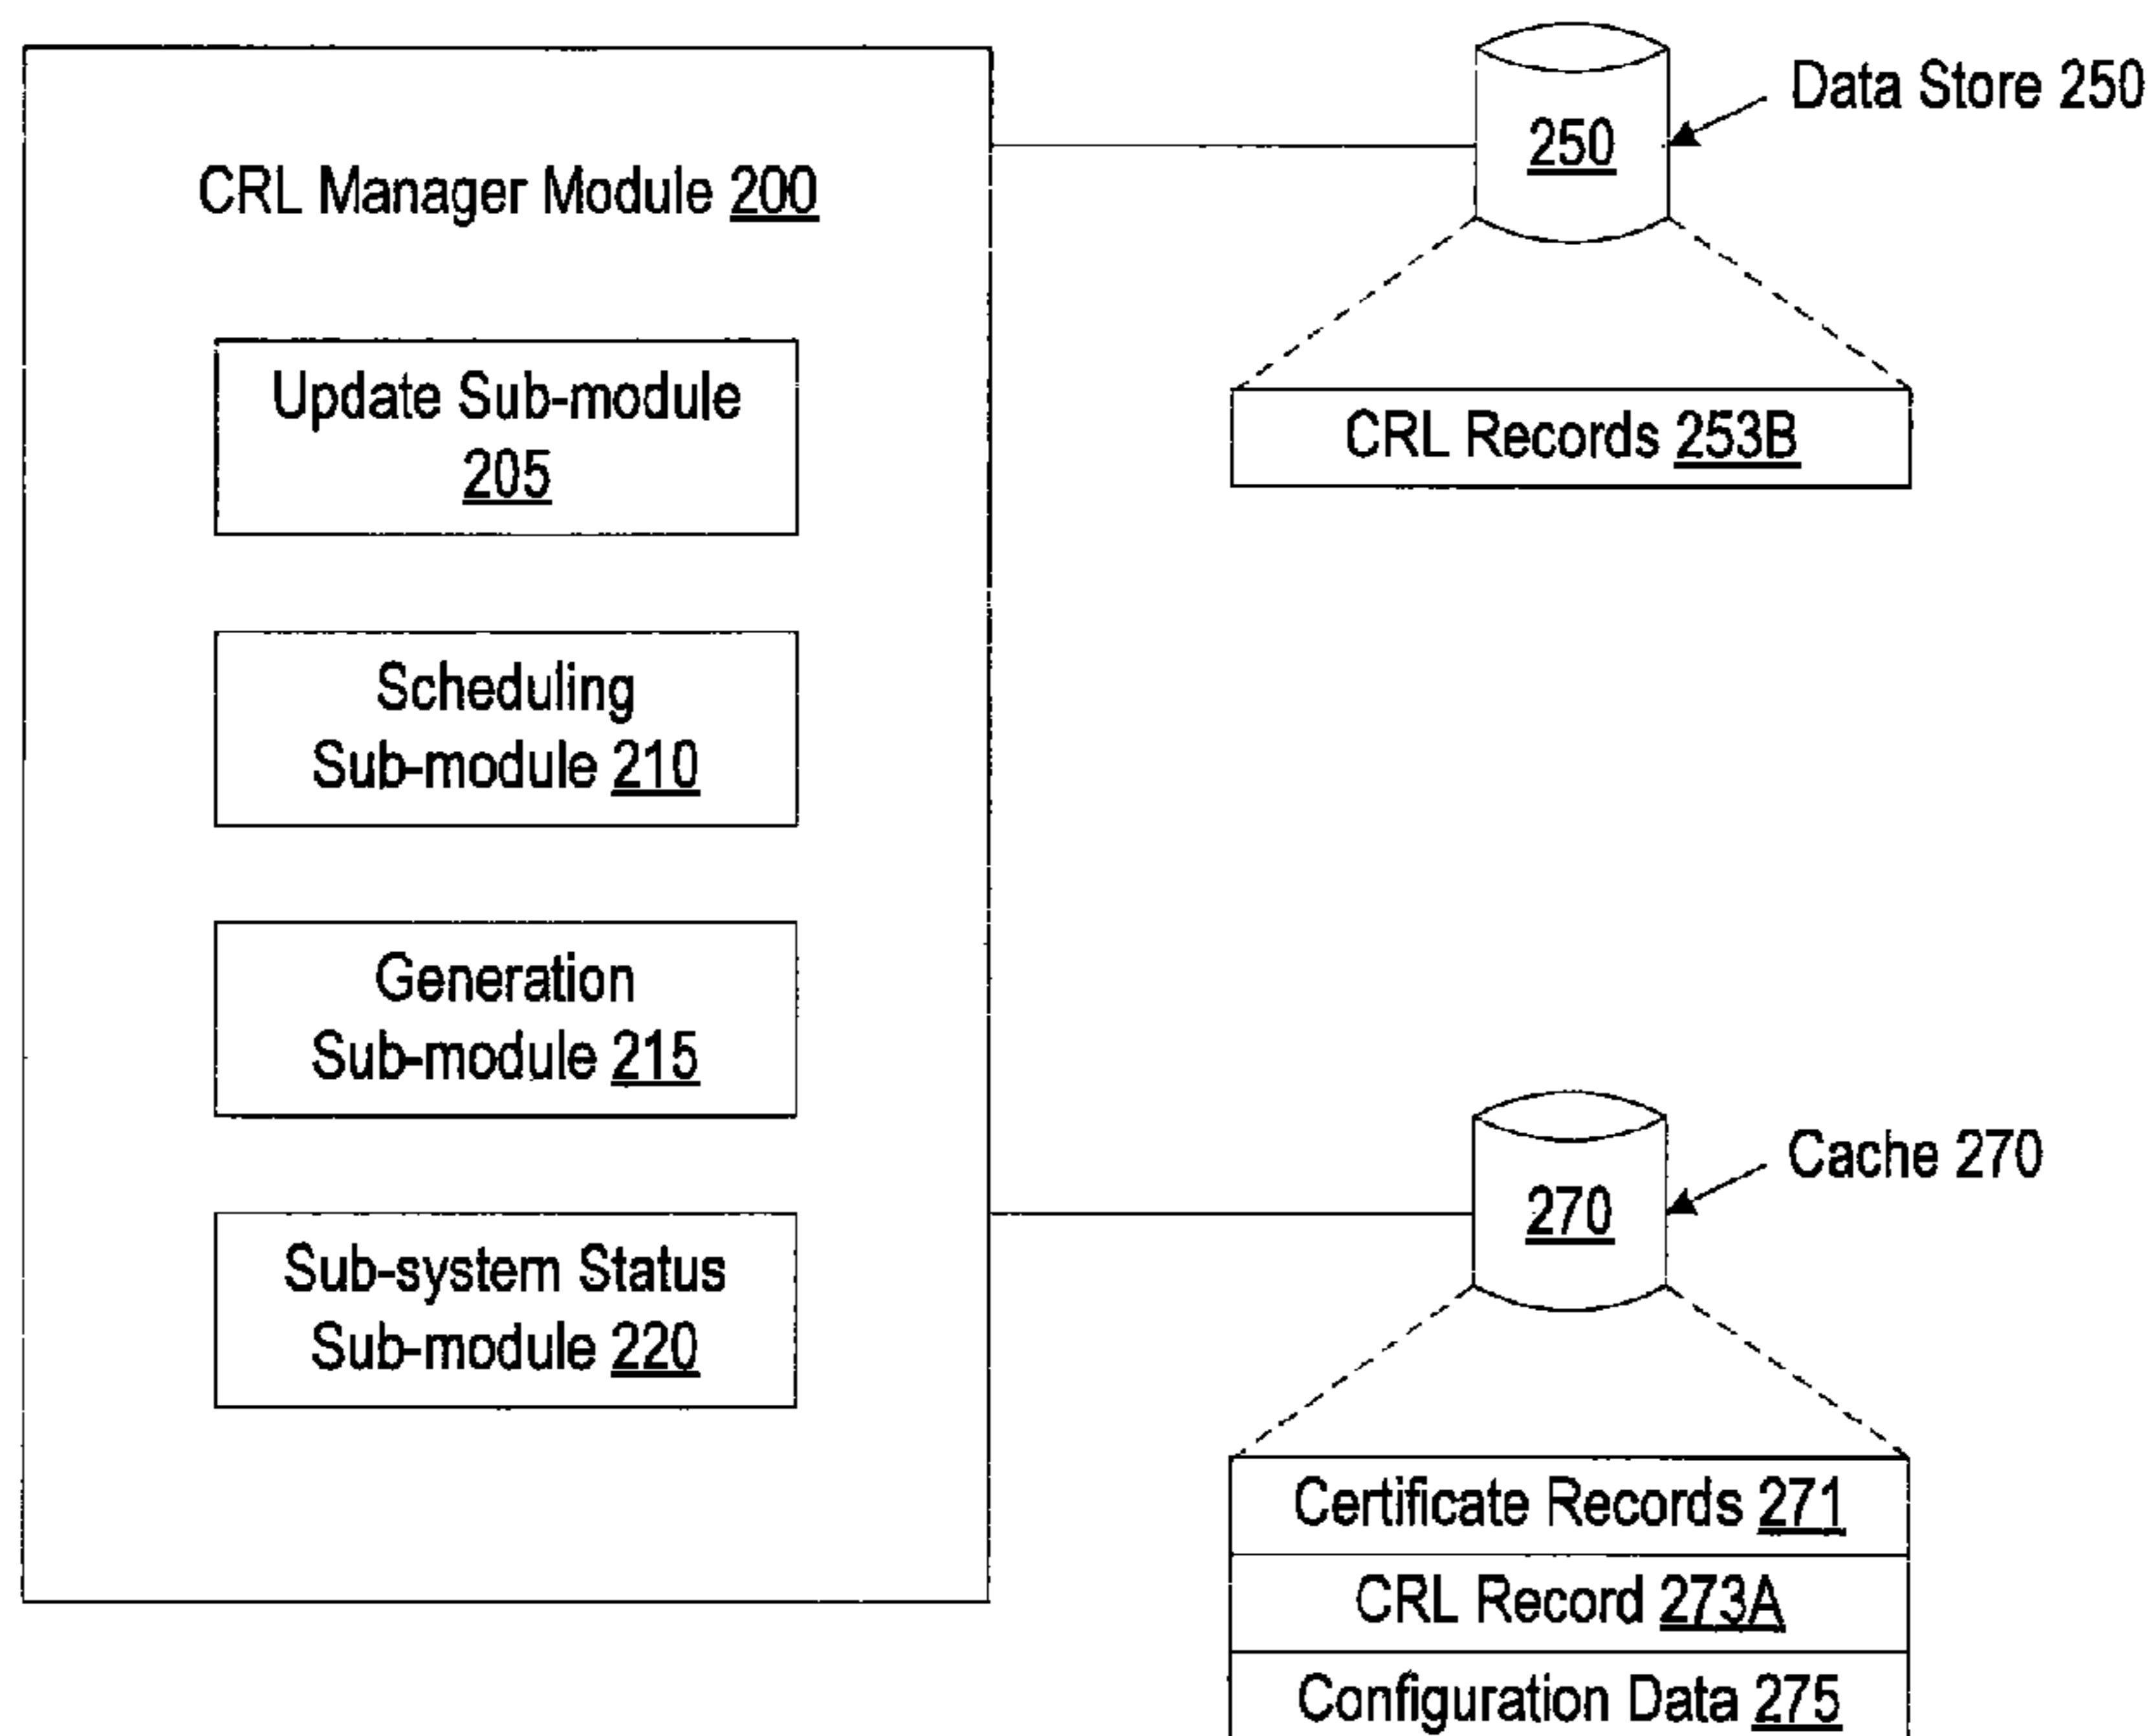 CRL Manager Module 200
Update Sub-module
205
Scheduling
Sub-module 210
Generation
Sub-module 215
Sub-system Status
Sub-module 220
Data Store 250
250
CRL Records 253B
Cache 270
270
Certificate Records 271
CRL Record 273A
Configuration Data 275